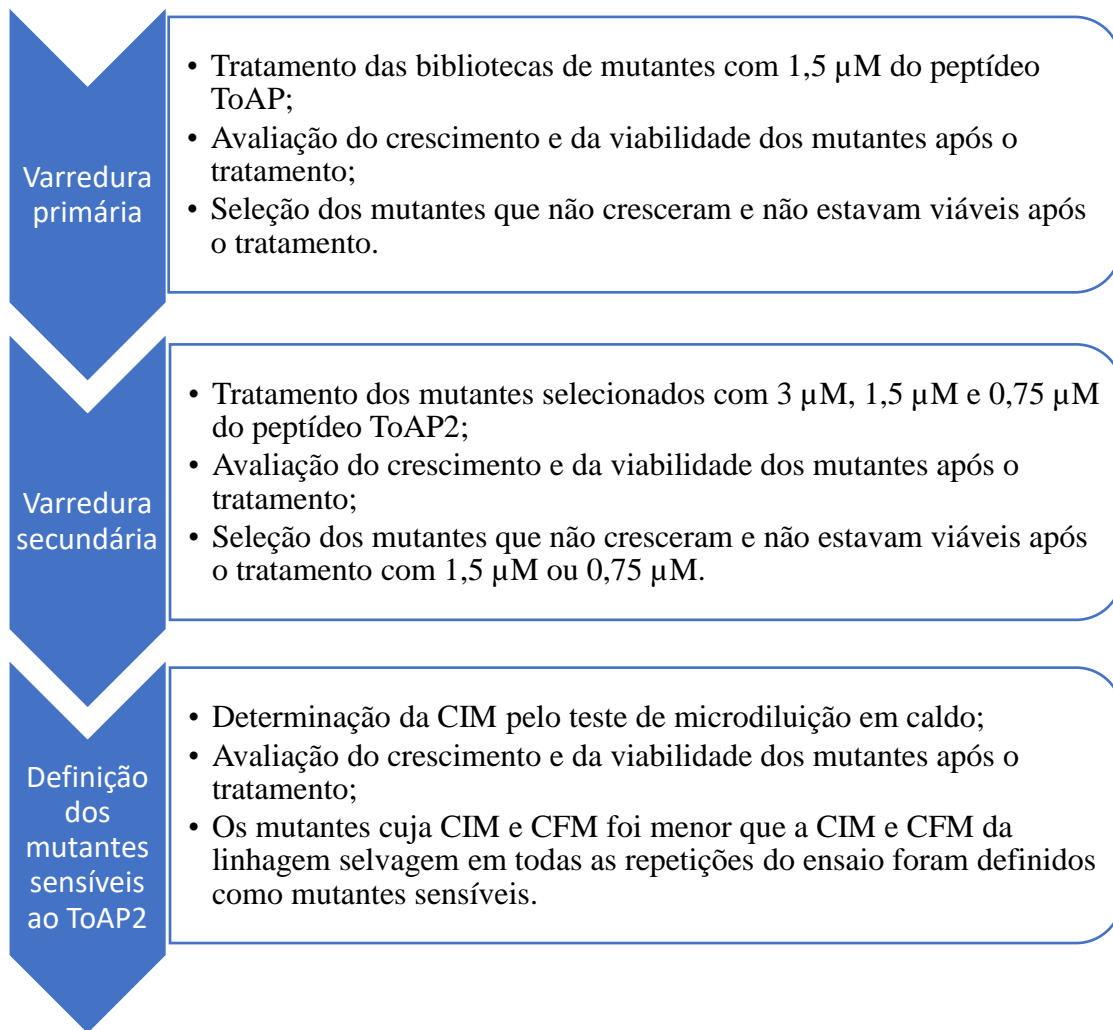 Varredura
primária
• Tratamento das bibliotecas de mutantes com 1,5 µM do peptídeo
ToAP;
• Avaliação do crescimento e da viabilidade dos mutantes após o
tratamento;
• Seleção dos mutantes que não cresceram e não estavam viáveis após
o tratamento.
Varredura
secundária
• Tratamento dos mutantes selecionados com 3 µM, 1,5 µM e 0,75 µM
do peptídeo ToAP2;
• Avaliação do crescimento e da viabilidade dos mutantes após o
tratamento;
• Seleção dos mutantes que não cresceram e não estavam viáveis após
o tratamento com 1,5 µM ou 0,75 µM.
Definição
dos
mutantes
sensíveis
ao ToAP2
• Determinação da CIM pelo teste de microdiluição em caldo;
• Avaliação do crescimento e da viabilidade dos mutantes após o
tratamento;
• Os mutantes cuja CIM e CFM foi menor que a CIM e CFM da
linhagem selvagem em todas as repetições do ensaio foram definidos
como mutantes sensíveis.